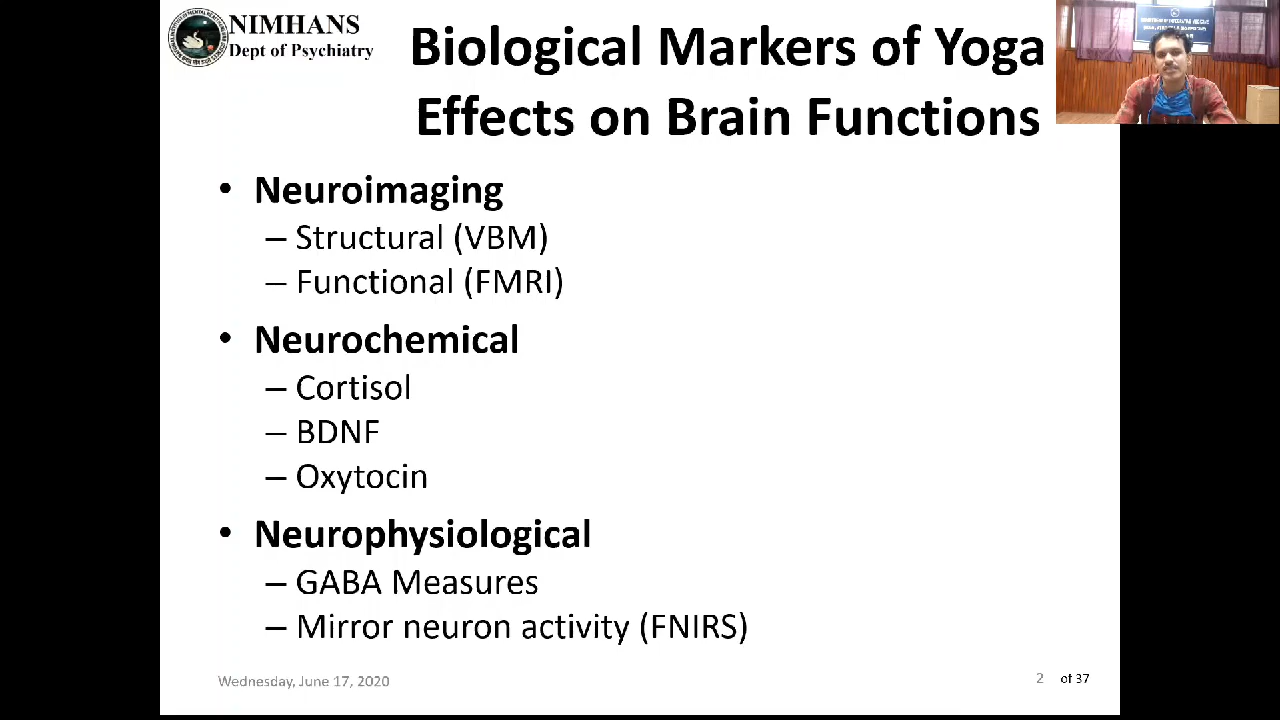 NIMHANS
Dept of Psychiatry
Biological Markers of Yoga
Effects on Brain Functions
• Neuroimaging
– Structural (VBM)
– Functional (FMRI)
• Neurochemical
– Cortisol
– BDNF
– Oxytocin
• Neurophysiological
– GABA Measures
– Mirror neuron activity (FNIRS)
Wednesday, June 17, 2020
2 of 37